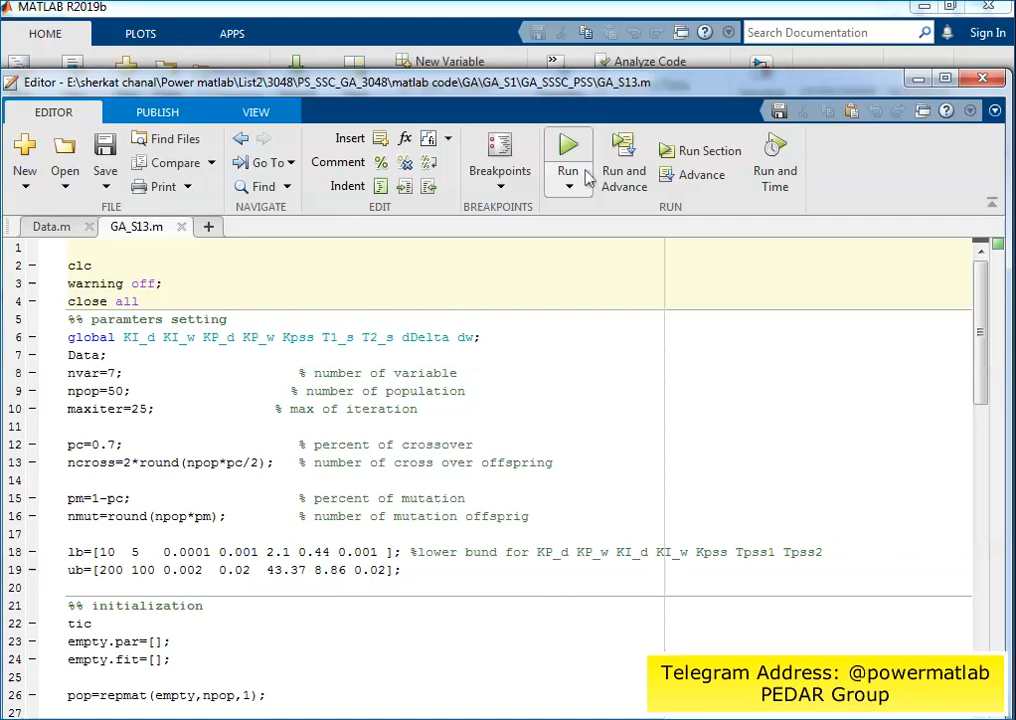 MATLAB R2019b
HOME PLOTS APPS Search Documentation Sign In
New Variable Analyze Code
Editor - E:\sherkat chanal\Power matlab\List2\3048\PS_SSC_GA_3048\matlab code\GA\GA_S1\GA_SSSC_PSS\GA_S13.m
EDITOR PUBLISH VIEW
New Open Save Find Files Compare Print
Go To Find
Insert Comment Indent
Breakpoints
Run Run and Advance Run Section Advance Run and Time
FILE NAVIGATE EDIT BREAKPOINTS RUN
Data.m GA_S13.m
1
2 clc
3 warning off;
4 close all
5 %% paramters setting
6 global KI_d KI_w KP_d KP_w Kpss T1_s T2_s dDelta dw;
7 Data;
8 nvar=7; % number of variable
9 npop=50; % number of population
10 maxiter=25; % max of iteration
11
12 pc=0.7; % percent of crossover
13 ncross=2*round(npop*pc/2); % number of cross over offspring
14
15 pm=1-pc; % percent of mutation
16 nmut=round(npop*pm); % number of mutation offsprig
17
18 lb=[10 5 0.0001 0.001 2.1 0.44 0.001 ]; %lower bund for KP_d KP_w KI_d KI_w Kpss Tpss1 Tpss2
19 ub=[200 100 0.002 0.02 43.37 8.86 0.02];
20
21 %% initialization
22 tic
23 empty.par=[];
24 empty.fit=[];
25
26 pop=repmat(empty,npop,1);
27
Telegram Address: @powermatlab
PEDAR Group